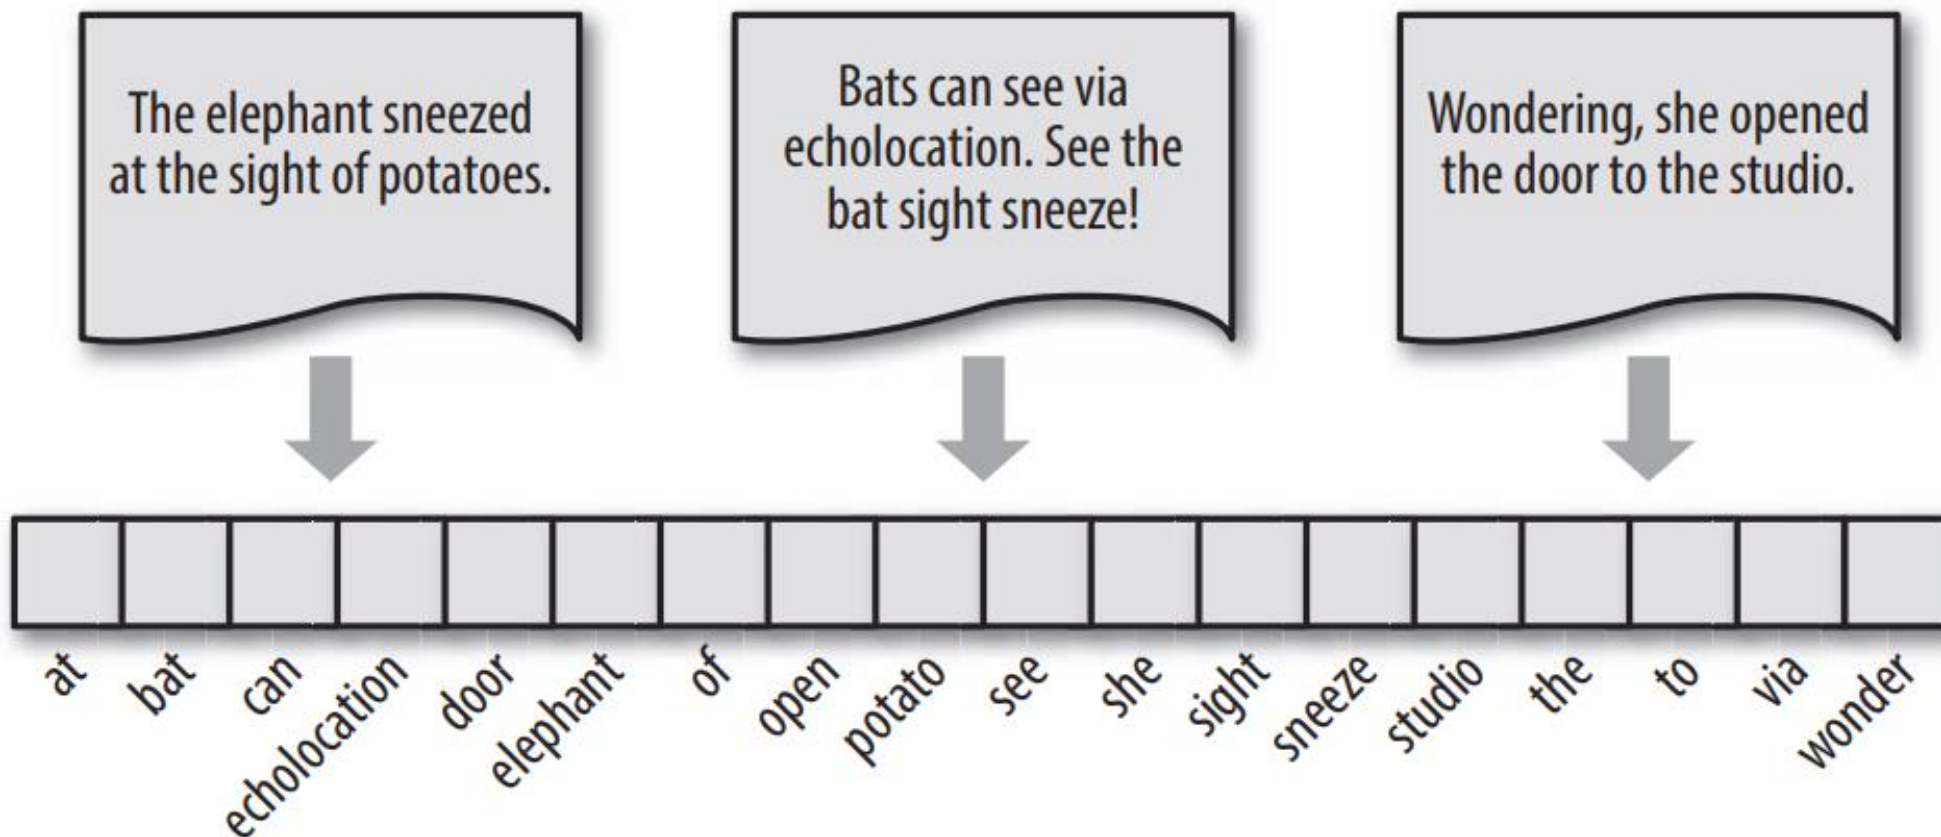 The elephant sneezed
at the sight of potatoes.
Bats can see via
echolocation. See the
bat sight sneeze!
Wondering, she opened
the door to the studio.
at
bat
can
echolocation
door
elephant
of
open
potato
see
she
sight
sneeze
studio
the
to
via
wonder